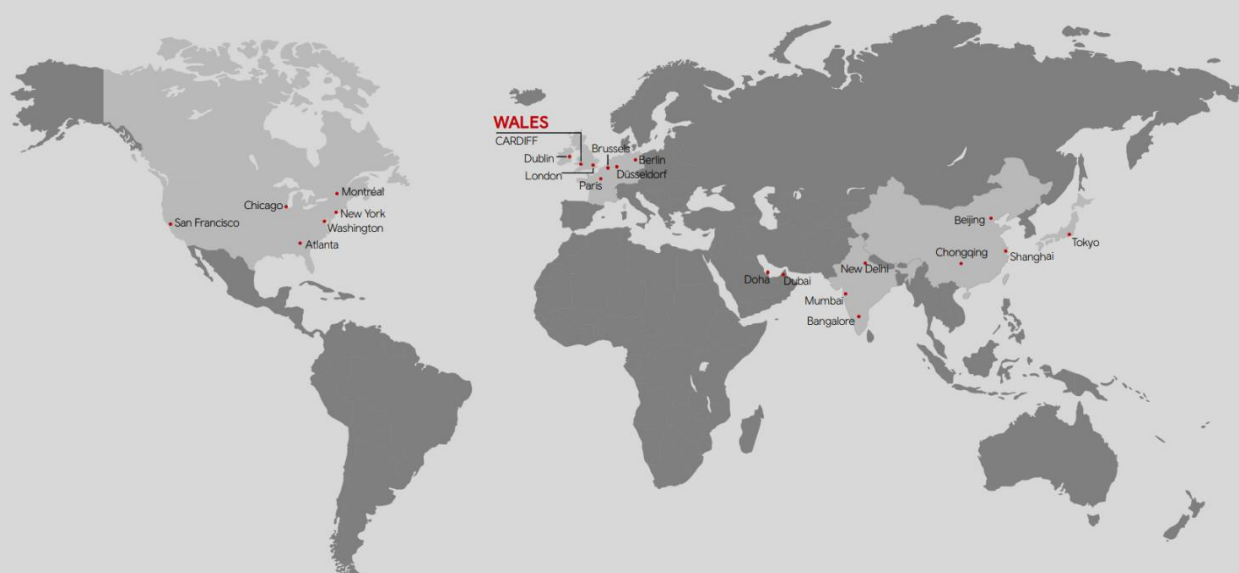 WALES
CARDIFF
Brussels
Dublin
Berlin
London
Düsseldorf
Paris
Montréal
Chicago
New York
San Francisco
Washington
Atlanta
Beijing
Tokyo
Chongqing
Shanghai
New Delhi
Doha
Dubai
Mumbai
Bangalore